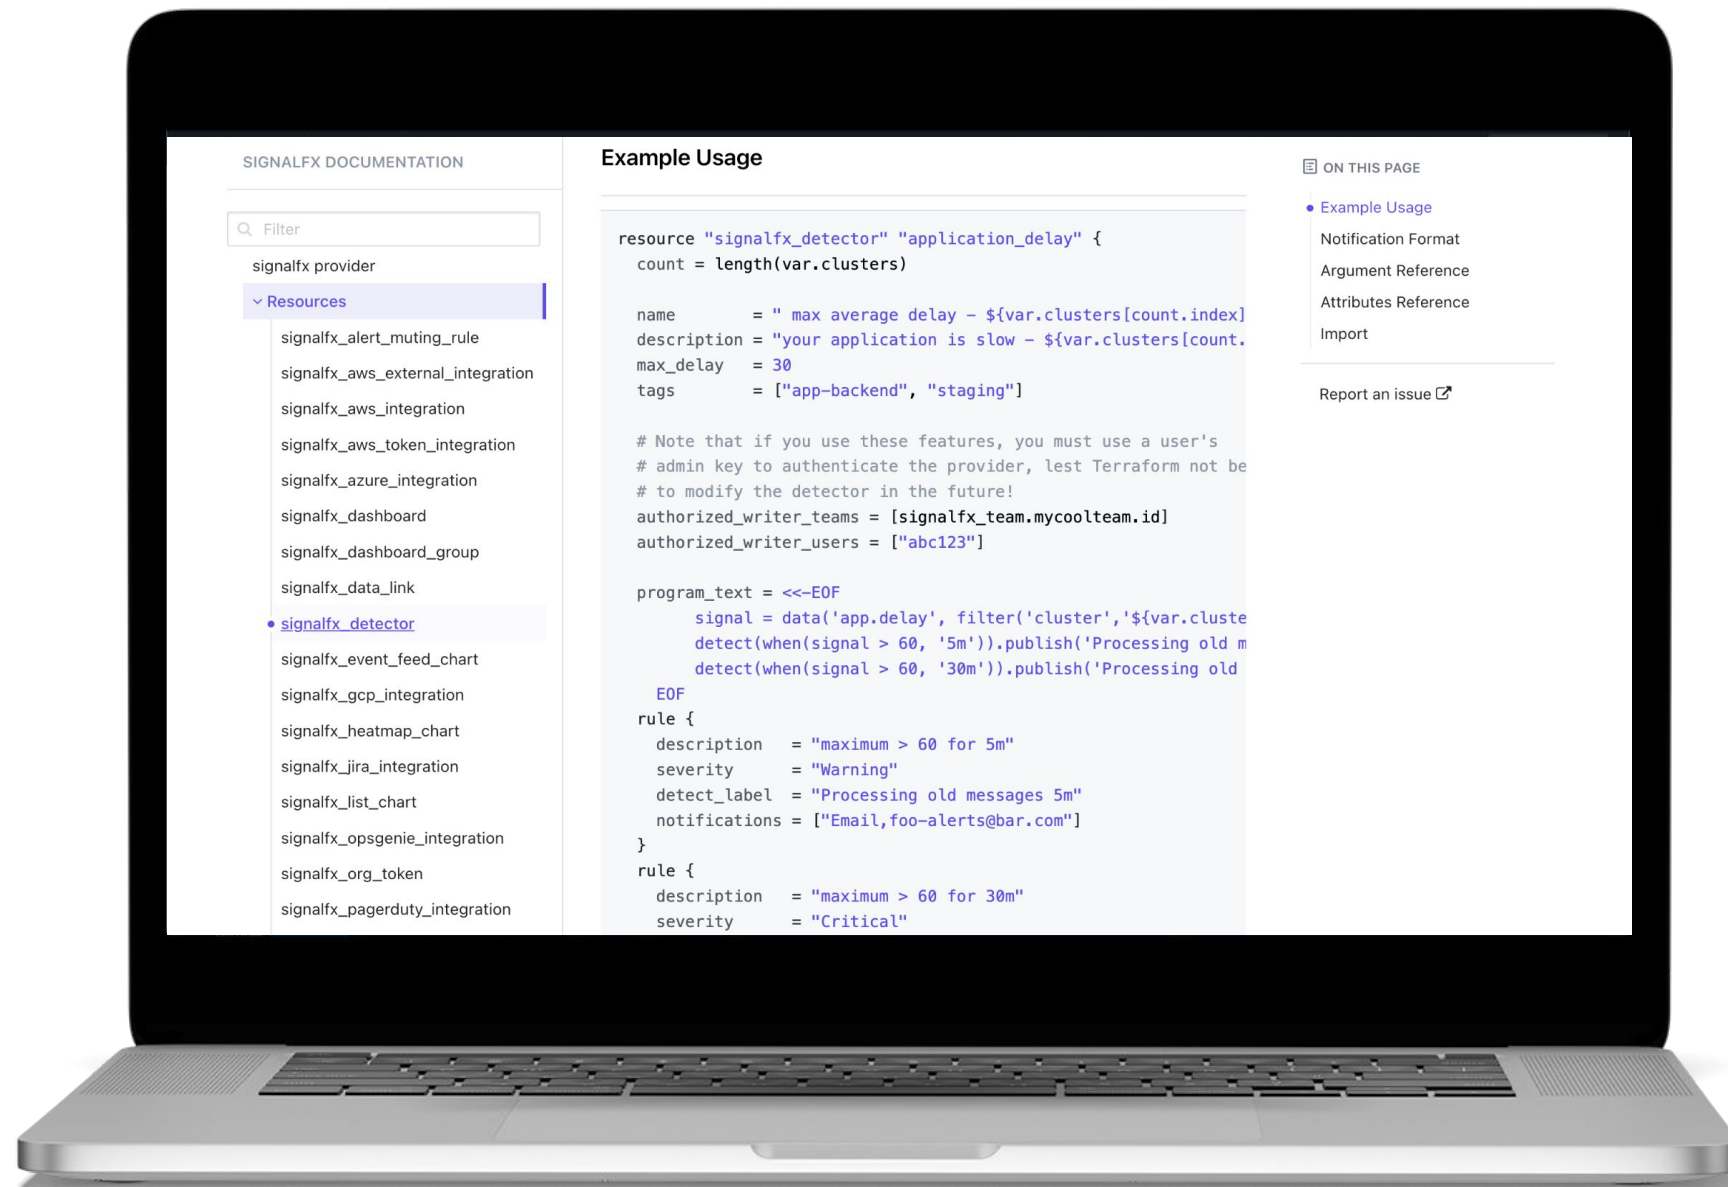 SIGNALFX DOCUMENTATION
Filter
signalfx provider
Resources
signalfx_alert_muting_rule
signalfx_aws_external_integration
signalfx_aws_integration
signalfx_aws_token_integration
signalfx_azure_integration
signalfx_dashboard
signalfx_dashboard_group
signalfx_data_link
signalfx_detector
signalfx_event_feed_chart
signalfx_gcp_integration
signalfx_heatmap_chart
signalfx_jira_integration
signalfx_list_chart
signalfx_opsgenie_integration
signalfx_org_token
signalfx_pagerduty_integration
Example Usage
resource "signalfx_detector" "application_delay" {
  count = length(var.clusters)
  name        = " max average delay - ${var.clusters[count.index]
  description = "your application is slow - ${var.clusters[count.
  max_delay   = 30
  tags        = ["app-backend", "staging"]
  # Note that if you use these features, you must use a user's
  # admin key to authenticate the provider, lest Terraform not be
  # to modify the detector in the future!
  authorized_writer_teams = [signalfx_team.mycoolteam.id]
  authorized_writer_users = ["abc123"]
  program_text = <<-EOF
        signal = data('app.delay', filter('cluster','${var.cluste
        detect(when(signal > 60, '5m')).publish('Processing old m
        detect(when(signal > 60, '30m')).publish('Processing old
    EOF
  rule {
    description   = "maximum > 60 for 5m"
    severity      = "Warning"
    detect_label  = "Processing old messages 5m"
    notifications = ["Email,foo-alerts@bar.com"]
  }
  rule {
    description   = "maximum > 60 for 30m"
    severity      = "Critical"
ON THIS PAGE
Example Usage
Notification Format
Argument Reference
Attributes Reference
Import
Report an issue